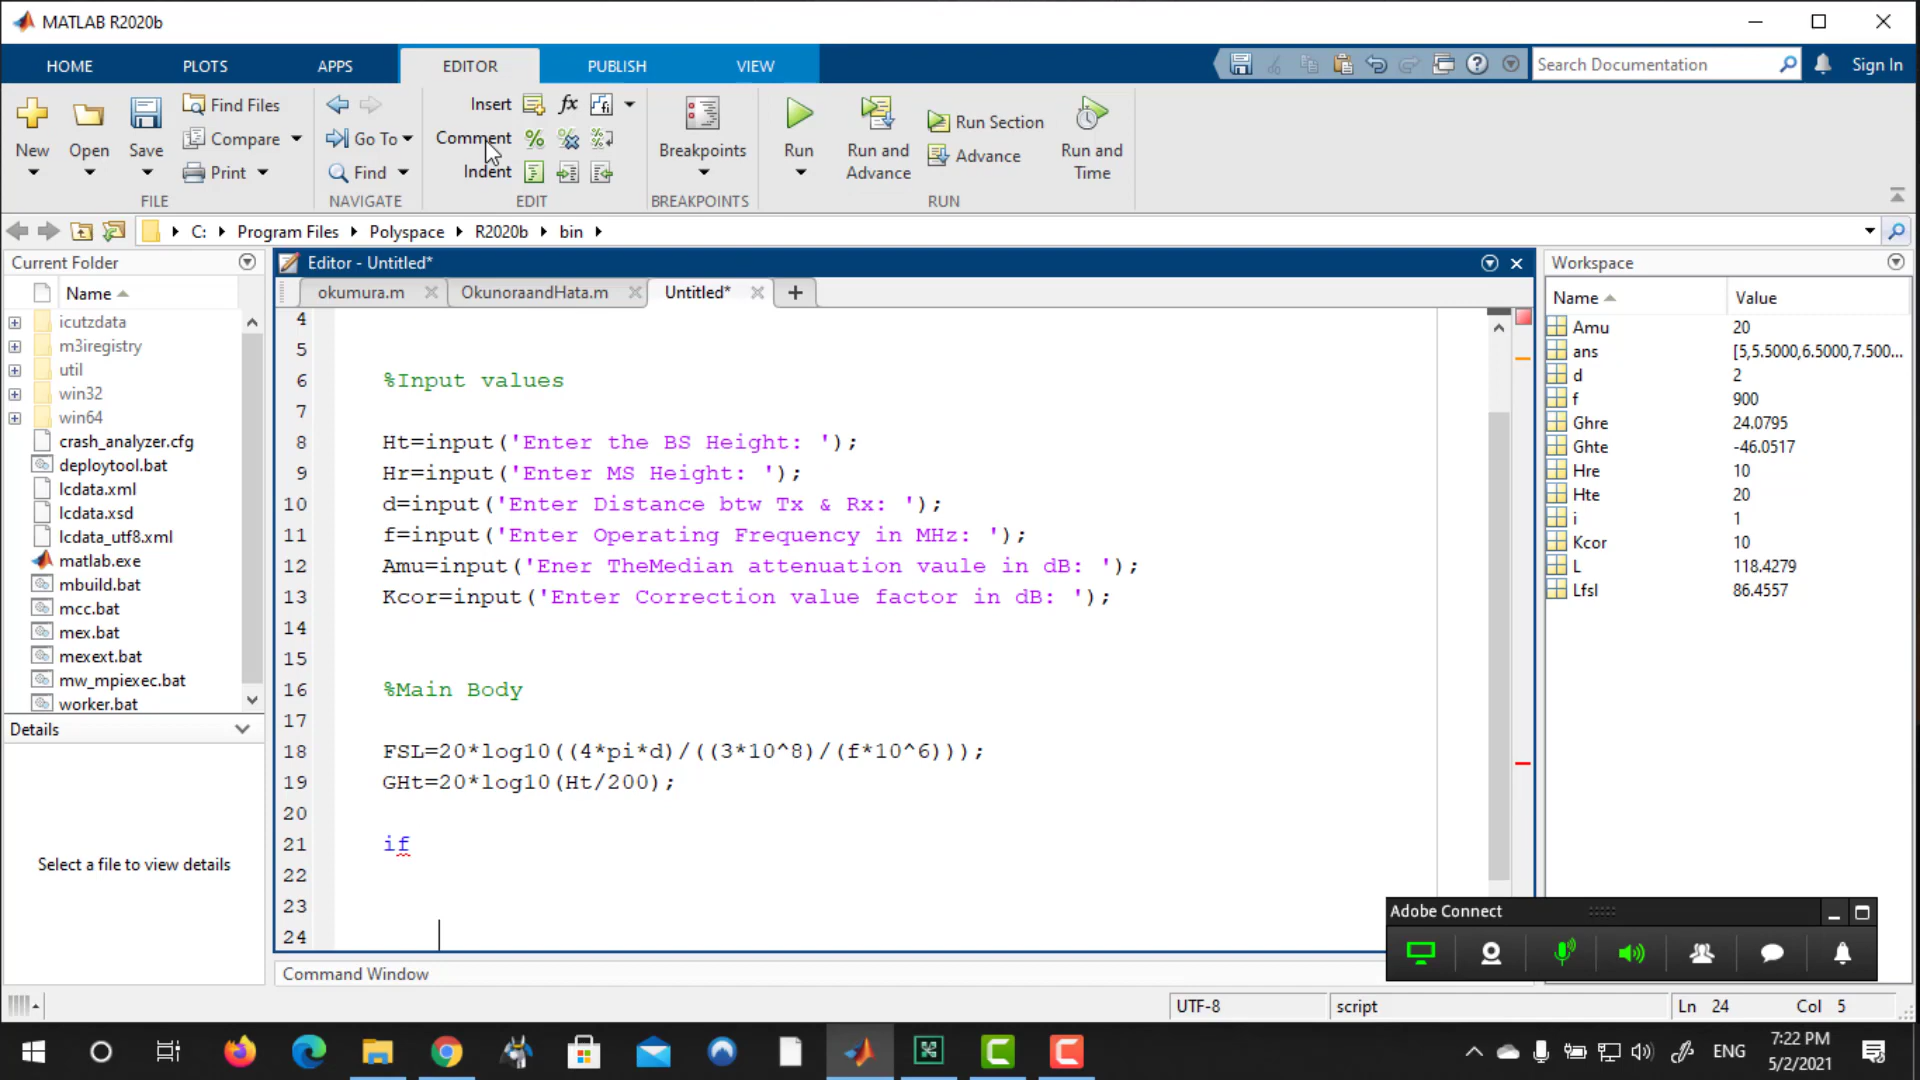 MATLAB R2020b
HOME PLOTS APPS EDITOR PUBLISH VIEW
Search Documentation
Sign In
New Open Save
Find Files
Compare
Print
FILE
Go To
Find
NAVIGATE
Insert fx
Comment
Indent
EDIT
Breakpoints
BREAKPOINTS
Run
Run and Advance
Run Section
Advance
Run and Time
RUN
C: Program Files Polyspace R2020b bin
Current Folder
Name
icutzdata
m3iregistry
util
win32
win64
crash_analyzer.cfg
deploytool.bat
lcdata.xml
lcdata.xsd
lcdata_utf8.xml
matlab.exe
mbuild.bat
mcc.bat
mex.bat
mexext.bat
mw_mpiexec.bat
worker.bat
Details
Select a file to view details
Editor - Untitled*
okumura.m OkunoraandHata.m Untitled* +
4
5
6 %Input values
7
8 Ht=input('Enter the BS Height: ');
9 Hr=input('Enter MS Height: ');
10 d=input('Enter Distance btw Tx & Rx: ');
11 f=input('Enter Operating Frequency in MHz: ');
12 Amu=input('Ener TheMedian attenuation vaule in dB: ');
13 Kcor=input('Enter Correction value factor in dB: ');
14
15
16 %Main Body
17
18 FSL=20*log10((4*pi*d)/((3*10^8)/(f*10^6)));
19 GHt=20*log10(Ht/200);
20
21 if
22
23
24
Command Window
Workspace
Name Value
Amu 20
ans [5,5.5000,6.5000,7.500...
d 2
f 900
Ghre 24.0795
Ghte -46.0517
Hre 10
Hte 20
i 1
Kcor 10
L 118.4279
Lfsl 86.4557
Adobe Connect
UTF-8 script Ln 24 Col 5
ENG
7:22 PM
5/2/2021